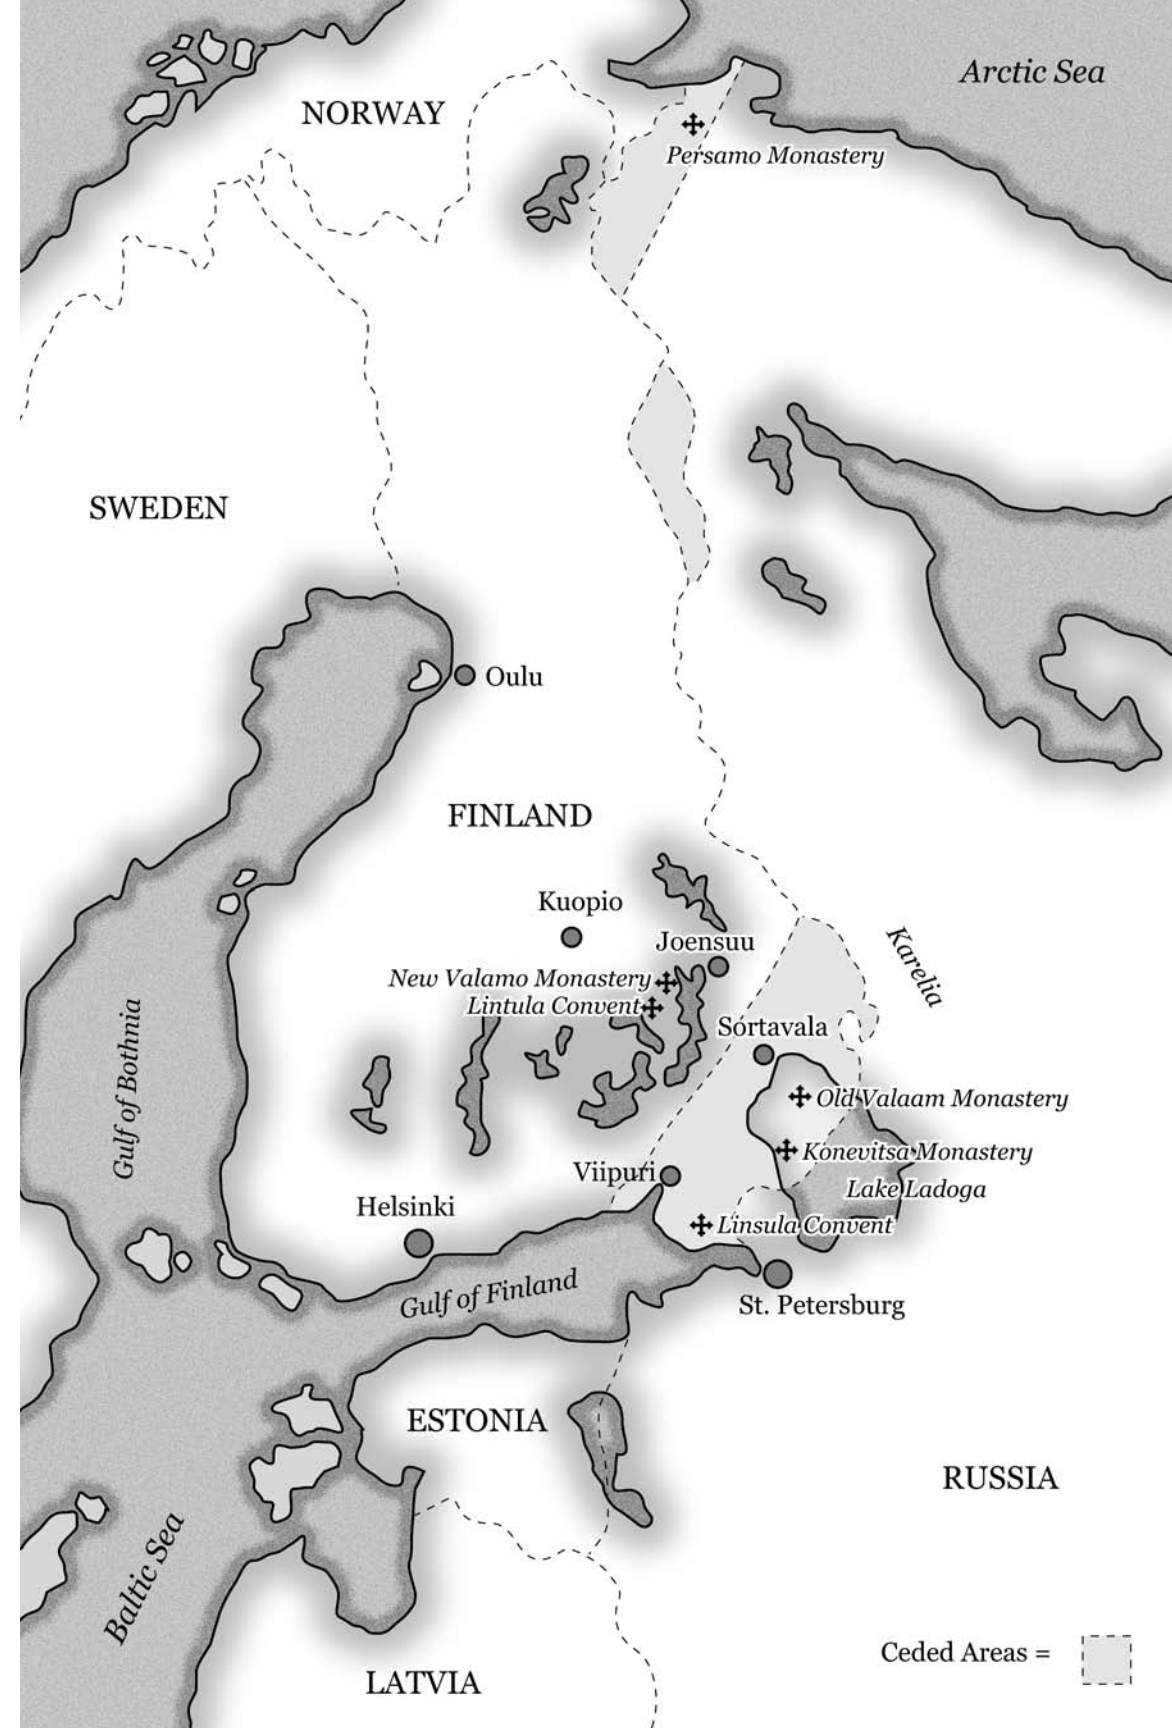 Arctic Sea
NORWAY
Persamo Monastery
SWEDEN
Oulu
FINLAND
Kuopio
Joensuu
Karelia
New Valamo Monastery
Lintula Convent
Sortavala
Gulf of Bothnia
Old Valaam Monastery
Konevitsa Monastery
Viipuri
Lake Ladoga
Helsinki
Linsula Convent
Gulf of Finland
St. Petersburg
ESTONIA
RUSSIA
Baltic Sea
Ceded Areas =
LATVIA